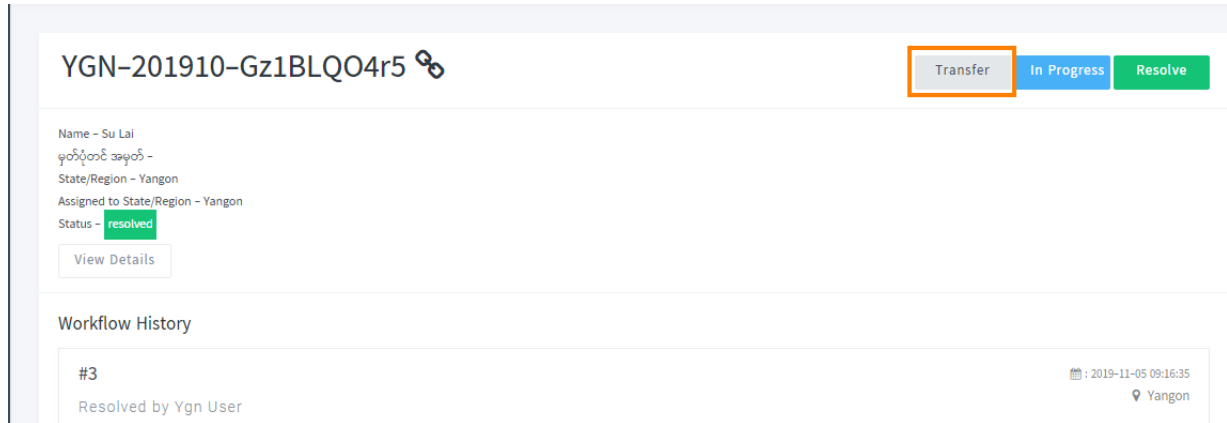 YGN–201910–Gz1BLQO4r5
Transfer
In Progress
Resolve
Name – Su Lai
မှတ်ပုံတင် အမှတ် –
State/Region – Yangon
Assigned to State/Region – Yangon
Status – resolved
View Details
Workflow History
#3
: 2019–11–05 09:16:35
Yangon
Resolved by Ygn User